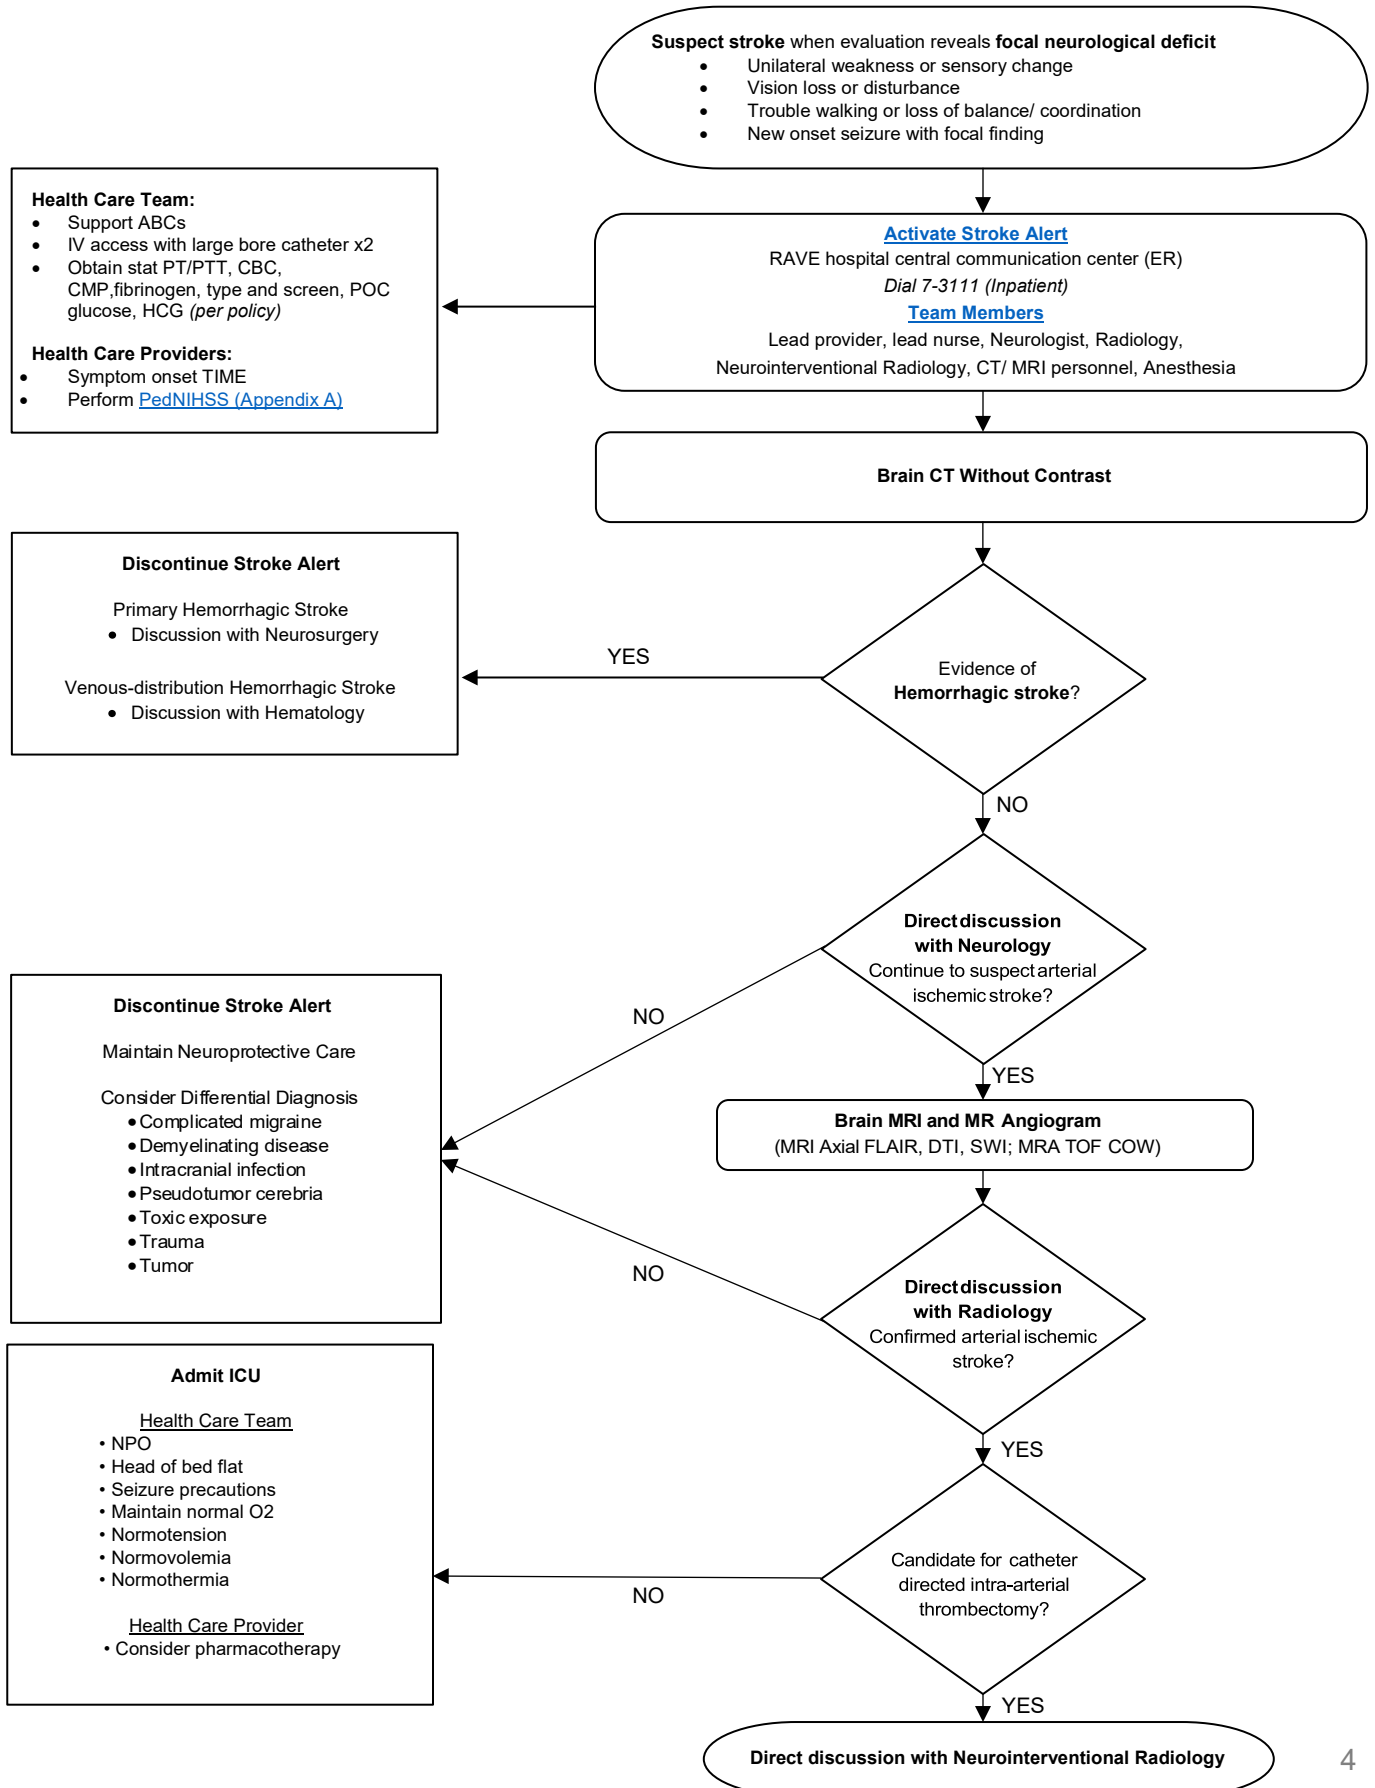 Suspect stroke when evaluation reveals focal neurological deficit
• Unilateral weakness or sensory change
• Vision loss or disturbance
• Trouble walking or loss of balance/ coordination
• New onset seizure with focal finding
Health Care Team:
• Support ABCs
• IV access with large bore catheter x2
• Obtain stat PT/PTT, CBC,
CMP,fibrinogen, type and screen, POC
glucose, HCG (per policy)
Health Care Providers:
• Symptom onset TIME
• Perform PedNIHSS (Appendix A)
Activate Stroke Alert
RAVE hospital central communication center (ER)
Dial 7-3111 (Inpatient)
Team Members
Lead provider, lead nurse, Neurologist, Radiology,
Neurointerventional Radiology, CT/ MRI personnel, Anesthesia
Brain CT Without Contrast
Discontinue Stroke Alert
Primary Hemorrhagic Stroke
• Discussion with Neurosurgery
Venous-distribution Hemorrhagic Stroke
• Discussion with Hematology
YES
Evidence of
Hemorrhagic stroke?
NO
Direct discussion
with Neurology
Continue to suspect arterial
ischemic stroke?
NO
YES
Discontinue Stroke Alert
Maintain Neuroprotective Care
Consider Differential Diagnosis
• Complicated migraine
• Demyelinating disease
• Intracranial infection
• Pseudotumor cerebria
• Toxic exposure
• Trauma
• Tumor
Brain MRI and MR Angiogram
(MRI Axial FLAIR, DTI, SWI; MRA TOF COW)
NO
Direct discussion
with Radiology
Confirmed arterial ischemic
stroke?
YES
Admit ICU
Health Care Team
• NPO
• Head of bed flat
• Seizure precautions
• Maintain normal O2
• Normotension
• Normovolemia
• Normothermia
Health Care Provider
• Consider pharmacotherapy
NO
Candidate for catheter
directed intra-arterial
thrombectomy?
YES
Direct discussion with Neurointerventional Radiology
4